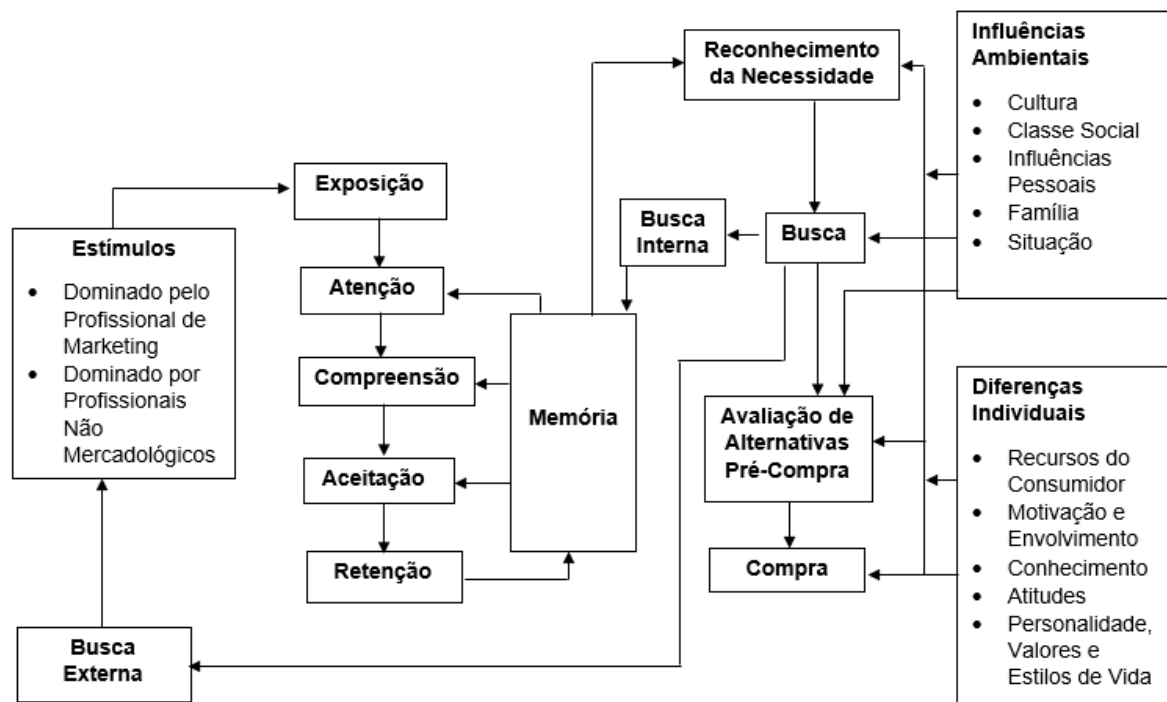 Reconhecimento
da Necessidade
Influências
Ambientais
• Cultura
• Classe Social
• Influências
Pessoais
• Família
• Situação
Exposição
Busca
Interna
Busca
Estímulos
• Dominado pelo
Profissional de
Marketing
• Dominado por
Profissionais
Não
Mercadológicos
Atenção
Compreensão
Memória
Aceitação
Retenção
Avaliação de
Alternativas
Pré-Compra
Compra
Diferenças
Individuais
• Recursos do
Consumidor
• Motivação e
Envolvimento
• Conhecimento
• Atitudes
• Personalidade,
Valores e
Estilos de Vida
Busca
Externa